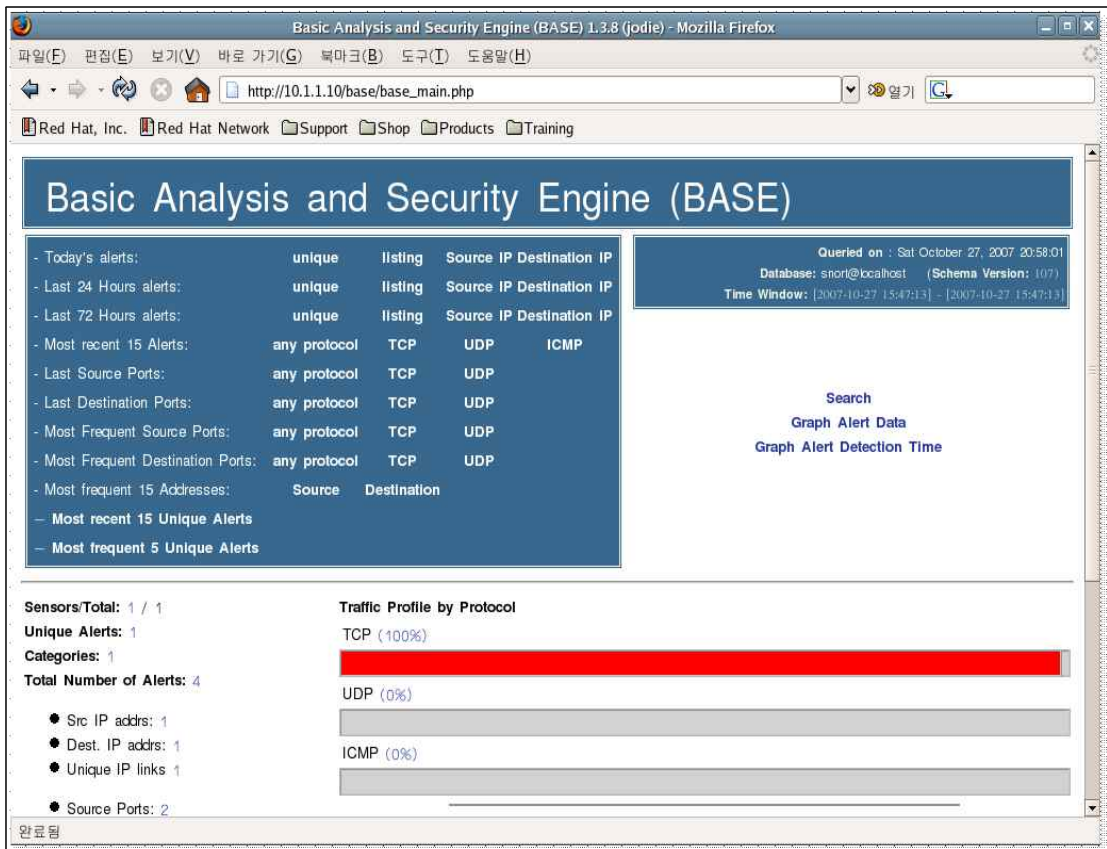 Basic Analysis and Security Engine (BASE) 1.3.8 (jodie) - Mozilla Firefox
파일(F) 편집(E) 보기(V) 바로 가기(G) 북마크(B) 도구(T) 도움말(H)
http://10.1.1.10/base/base_main.php 열기
Red Hat, Inc. Red Hat Network Support Shop Products Training
Basic Analysis and Security Engine (BASE)
- Today's alerts: unique listing Source IP Destination IP
- Last 24 Hours alerts: unique listing Source IP Destination IP
- Last 72 Hours alerts: unique listing Source IP Destination IP
- Most recent 15 Alerts: any protocol TCP UDP ICMP
- Last Source Ports: any protocol TCP UDP
- Last Destination Ports: any protocol TCP UDP
- Most Frequent Source Ports: any protocol TCP UDP
- Most Frequent Destination Ports: any protocol TCP UDP
- Most frequent 15 Addresses: Source Destination
– Most recent 15 Unique Alerts
– Most frequent 5 Unique Alerts
Queried on : Sat October 27, 2007 20:58:01
Database: snort@localhost (Schema Version: 107)
Time Window: [2007-10-27 15:47:13] - [2007-10-27 15:47:13]
Search
Graph Alert Data
Graph Alert Detection Time
Sensors/Total: 1 / 1
Unique Alerts: 1
Categories: 1
Total Number of Alerts: 4
● Src IP addrs: 1
● Dest. IP addrs: 1
● Unique IP links 1
● Source Ports: 2
Traffic Profile by Protocol
TCP (100%)
UDP (0%)
ICMP (0%)
완료됨